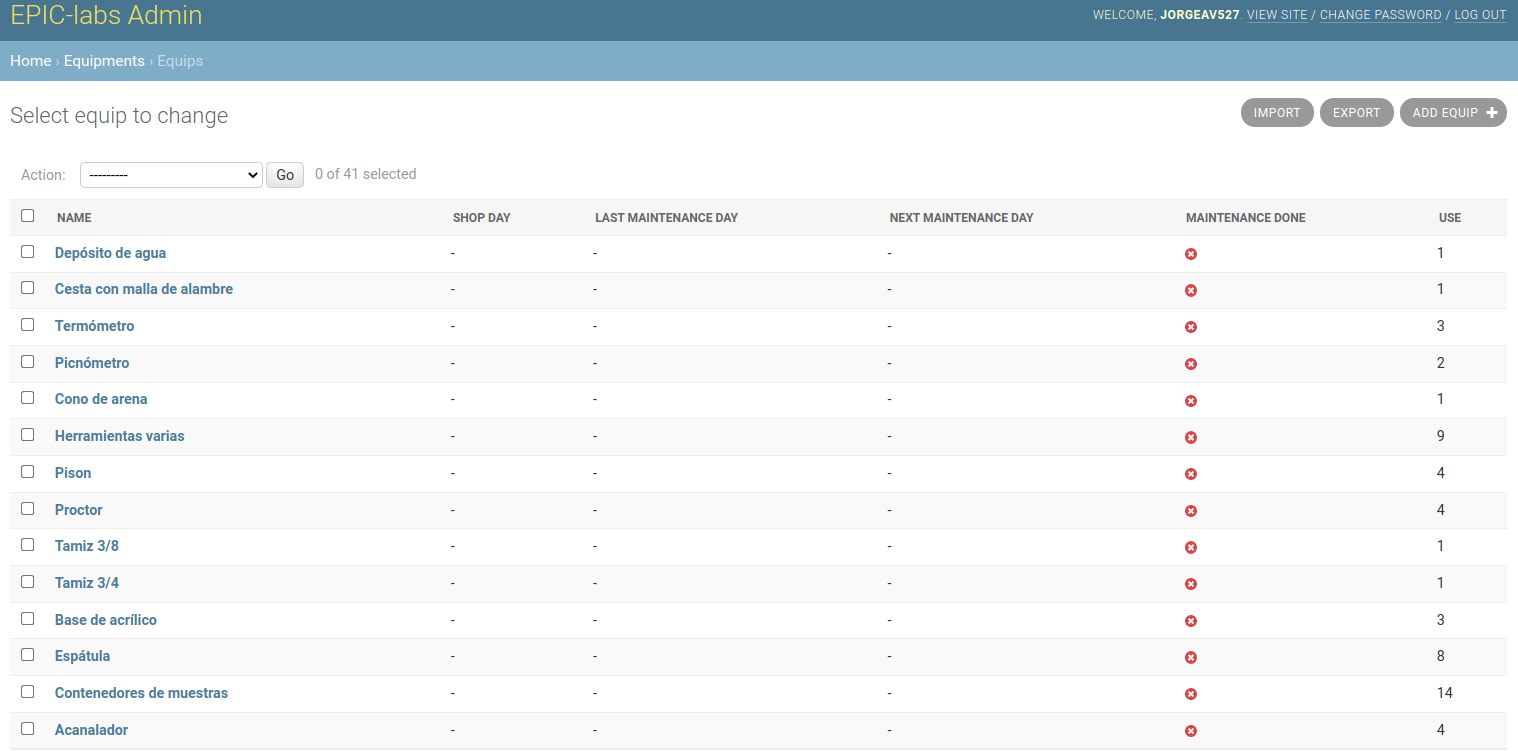 EPIC-labs Admin
WELCOME, JORGEAV527. VIEW SITE / CHANGE PASSWORD / LOG OUT
Home › Equipments › Equips
Select equip to change
IMPORT EXPORT ADD EQUIP
Action: --------- Go 0 of 41 selected
NAME SHOP DAY LAST MAINTENANCE DAY NEXT MAINTENANCE DAY MAINTENANCE DONE USE
Depósito de agua - - - 1
Cesta con malla de alambre - - - 1
Termómetro - - - 3
Picnómetro - - - 2
Cono de arena - - - 1
Herramientas varias - - - 9
Pison - - - 4
Proctor - - - 4
Tamiz 3/8 - - - 1
Tamiz 3/4 - - - 1
Base de acrílico - - - 3
Espátula - - - 8
Contenedores de muestras - - - 14
Acanalador - - - 4